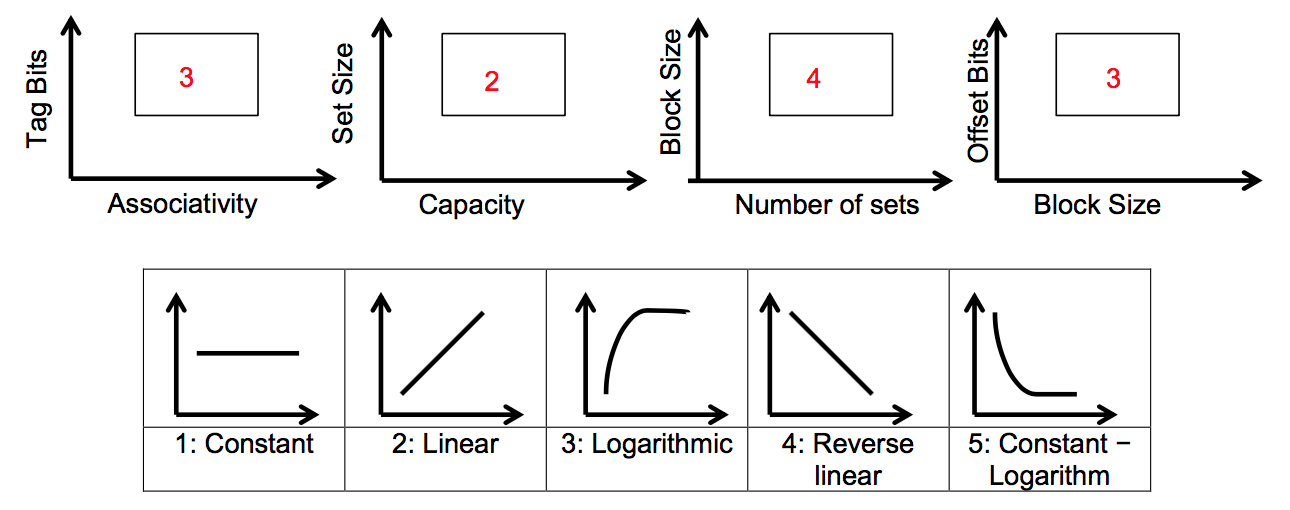 Tag Bits
3
Associativity
Set Size
2
Capacity
Block Size
4
Number of sets
Offset Bits
3
Block Size
1: Constant
2: Linear
3: Logarithmic
4: Reverse
linear
5: Constant −
Logarithm